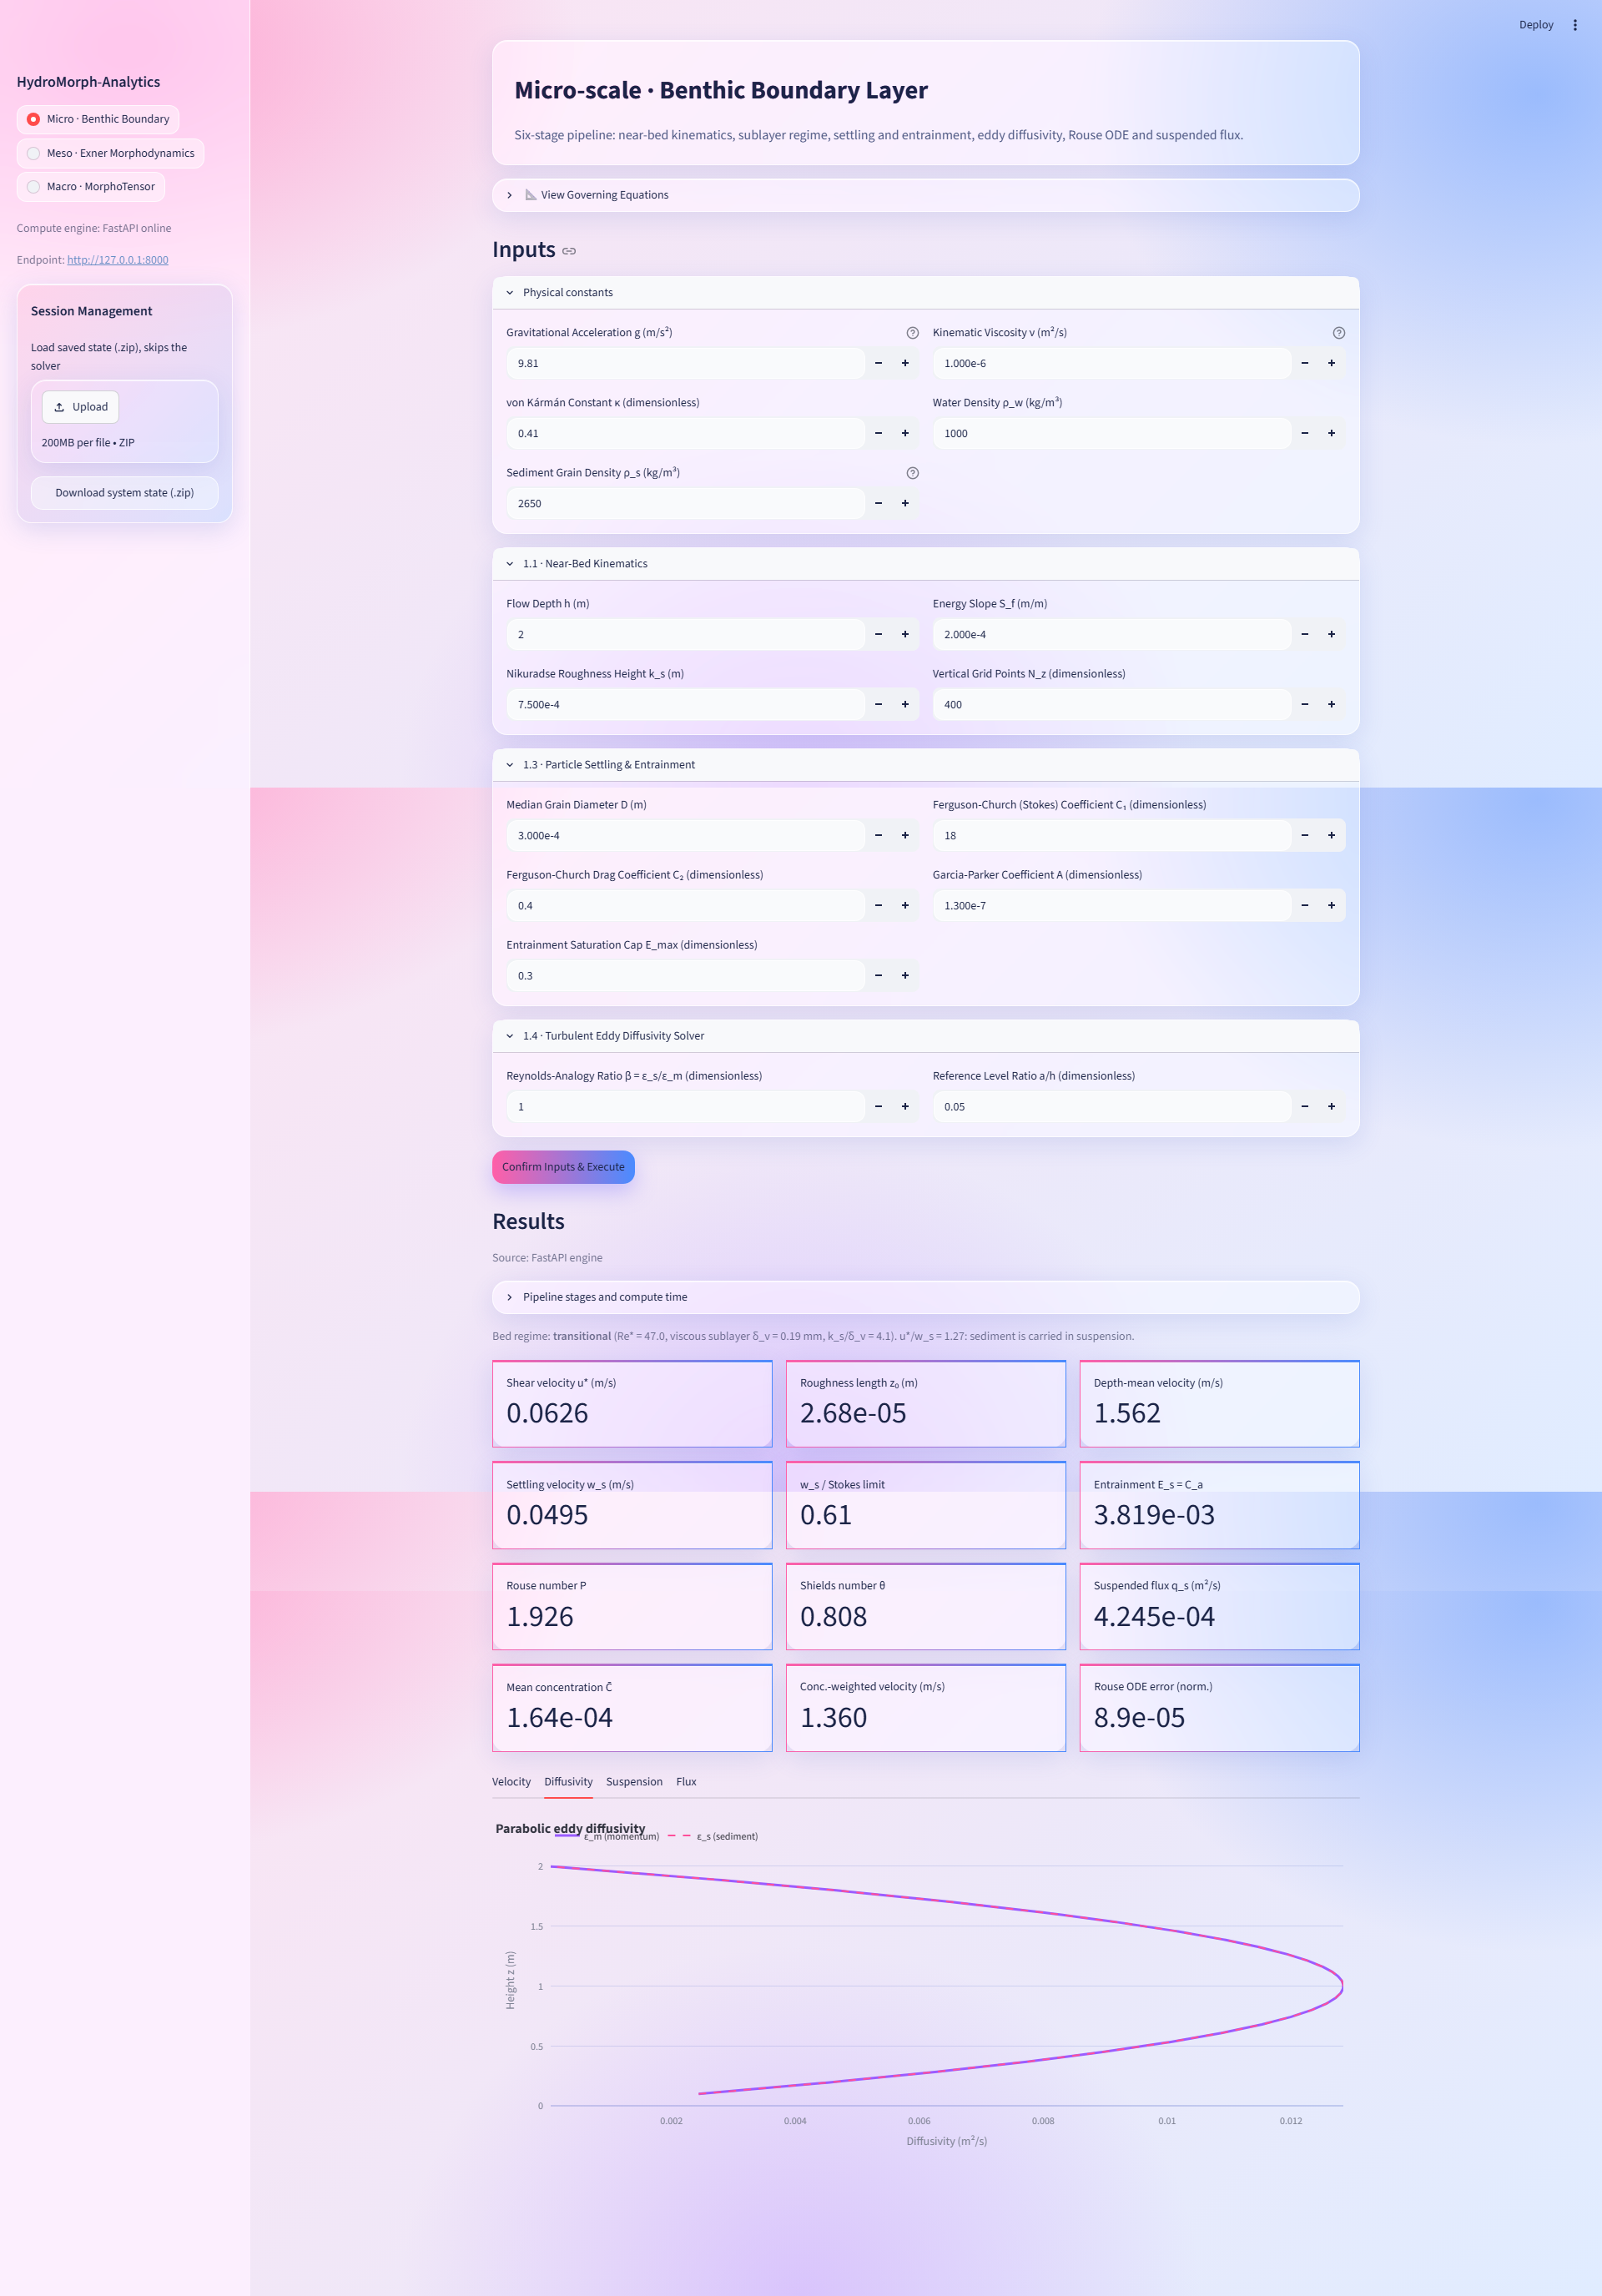 Deploy
HydroMorph-Analytics
Micro · Benthic Boundary
Meso · Exner Morphodynamics
Macro · MorphoTensor
Compute engine: FastAPI online
Endpoint: http://127.0.0.1:8000
Session Management
Load saved state (.zip), skips the
solver
Upload
200MB per file • ZIP
Download system state (.zip)
Micro-scale · Benthic Boundary Layer
Six-stage pipeline: near-bed kinematics, sublayer regime, settling and entrainment, eddy diffusivity, Rouse ODE and suspended flux.
📐 View Governing Equations
Inputs
Physical constants
Gravitational Acceleration g (m/s²)
Kinematic Viscosity ν (m²/s)
9.81
1.000e-6
von Kármán Constant κ (dimensionless)
Water Density ρ_w (kg/m³)
0.41
1000
Sediment Grain Density ρ_s (kg/m³)
2650
1.1 · Near-Bed Kinematics
Flow Depth h (m)
Energy Slope S_f (m/m)
2
2.000e-4
Nikuradse Roughness Height k_s (m)
Vertical Grid Points N_z (dimensionless)
7.500e-4
400
1.3 · Particle Settling & Entrainment
Median Grain Diameter D (m)
Ferguson-Church (Stokes) Coefficient C₁ (dimensionless)
3.000e-4
18
Ferguson-Church Drag Coefficient C₂ (dimensionless)
Garcia-Parker Coefficient A (dimensionless)
0.4
1.300e-7
Entrainment Saturation Cap E_max (dimensionless)
0.3
1.4 · Turbulent Eddy Diffusivity Solver
Reynolds-Analogy Ratio β = ε_s/ε_m (dimensionless)
Reference Level Ratio a/h (dimensionless)
1
0.05
Confirm Inputs & Execute
Results
Source: FastAPI engine
Pipeline stages and compute time
Bed regime: transitional (Re* = 47.0, viscous sublayer δ_v = 0.19 mm, k_s/δ_v = 4.1). u*/w_s = 1.27: sediment is carried in suspension.
Shear velocity u* (m/s)
0.0626
Roughness length z₀ (m)
2.68e-05
Depth-mean velocity (m/s)
1.562
Settling velocity w_s (m/s)
0.0495
w_s / Stokes limit
0.61
Entrainment E_s = C_a
3.819e-03
Rouse number P
1.926
Shields number θ
0.808
Suspended flux q_s (m²/s)
4.245e-04
Mean concentration C̄
1.64e-04
Conc.-weighted velocity (m/s)
1.360
Rouse ODE error (norm.)
8.9e-05
Velocity
Diffusivity
Suspension
Flux
Parabolic eddy diffusivity
ε_m (momentum)
ε_s (sediment)
2
1.5
1
0.5
0
Height z (m)
0.002
0.004
0.006
0.008
0.01
0.012
Diffusivity (m²/s)